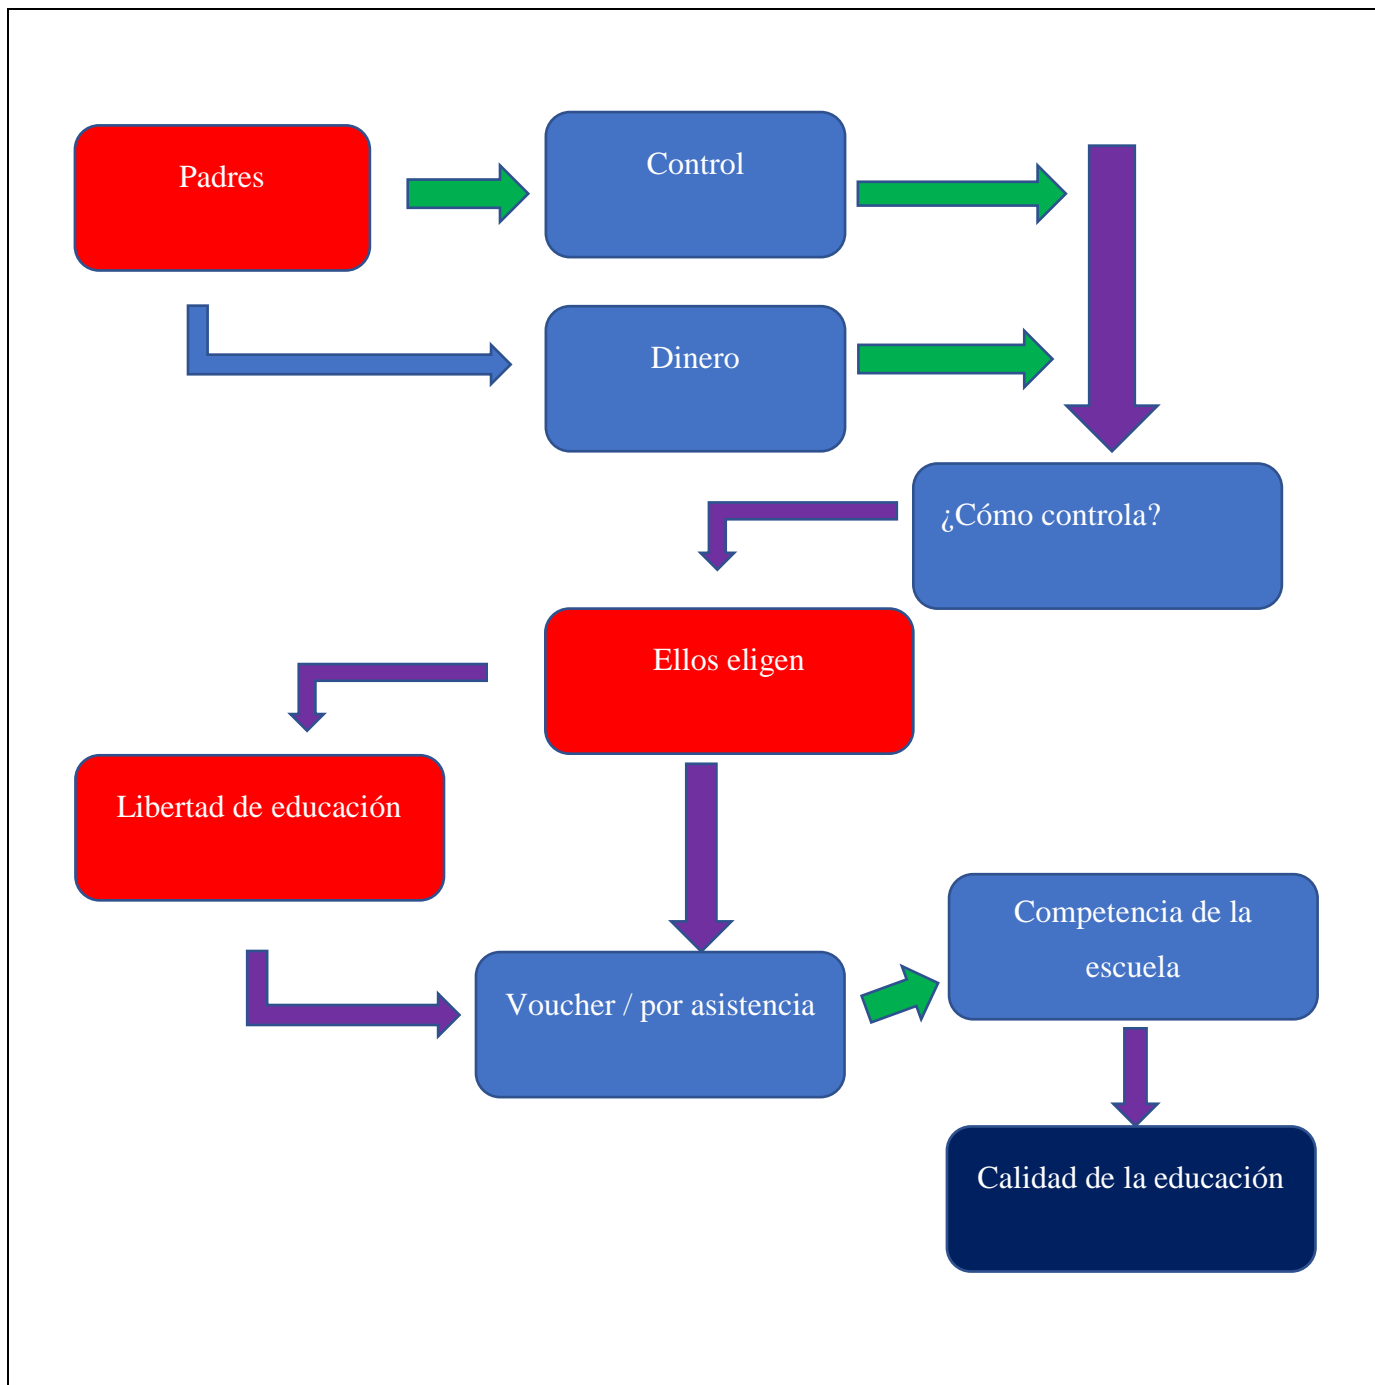 Padres
Control
Dinero
¿Cómo controla?
Ellos eligen
Libertad de educación
Voucher / por asistencia
Competencia de la
escuela
Calidad de la educación